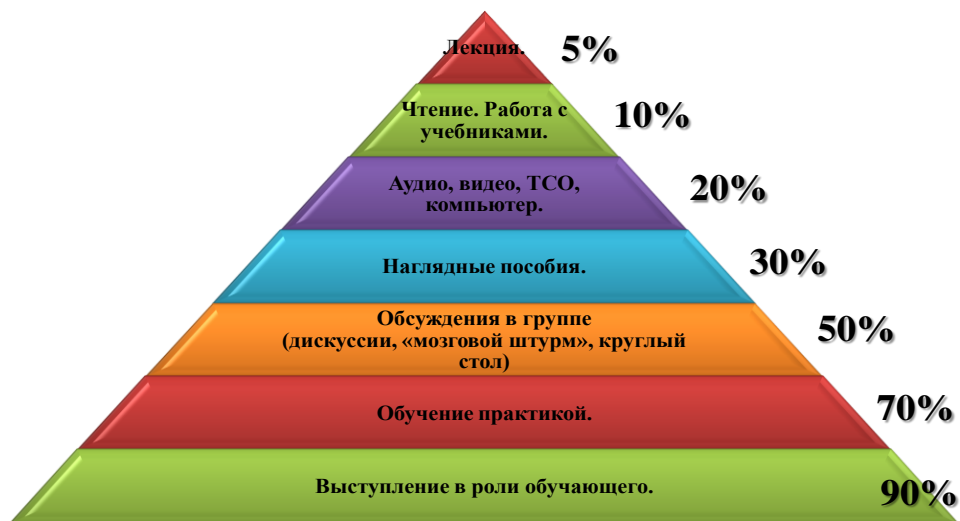 Лекция.
5%
Чтение. Работа с
учебниками.
10%
Аудио, видео, ТСО,
компьютер.
20%
Наглядные пособия.
30%
Обсуждения в группе
(дискуссии, «мозговой штурм», круглый
стол)
50%
Обучение практикой.
70%
Выступление в роли обучающего.
90%